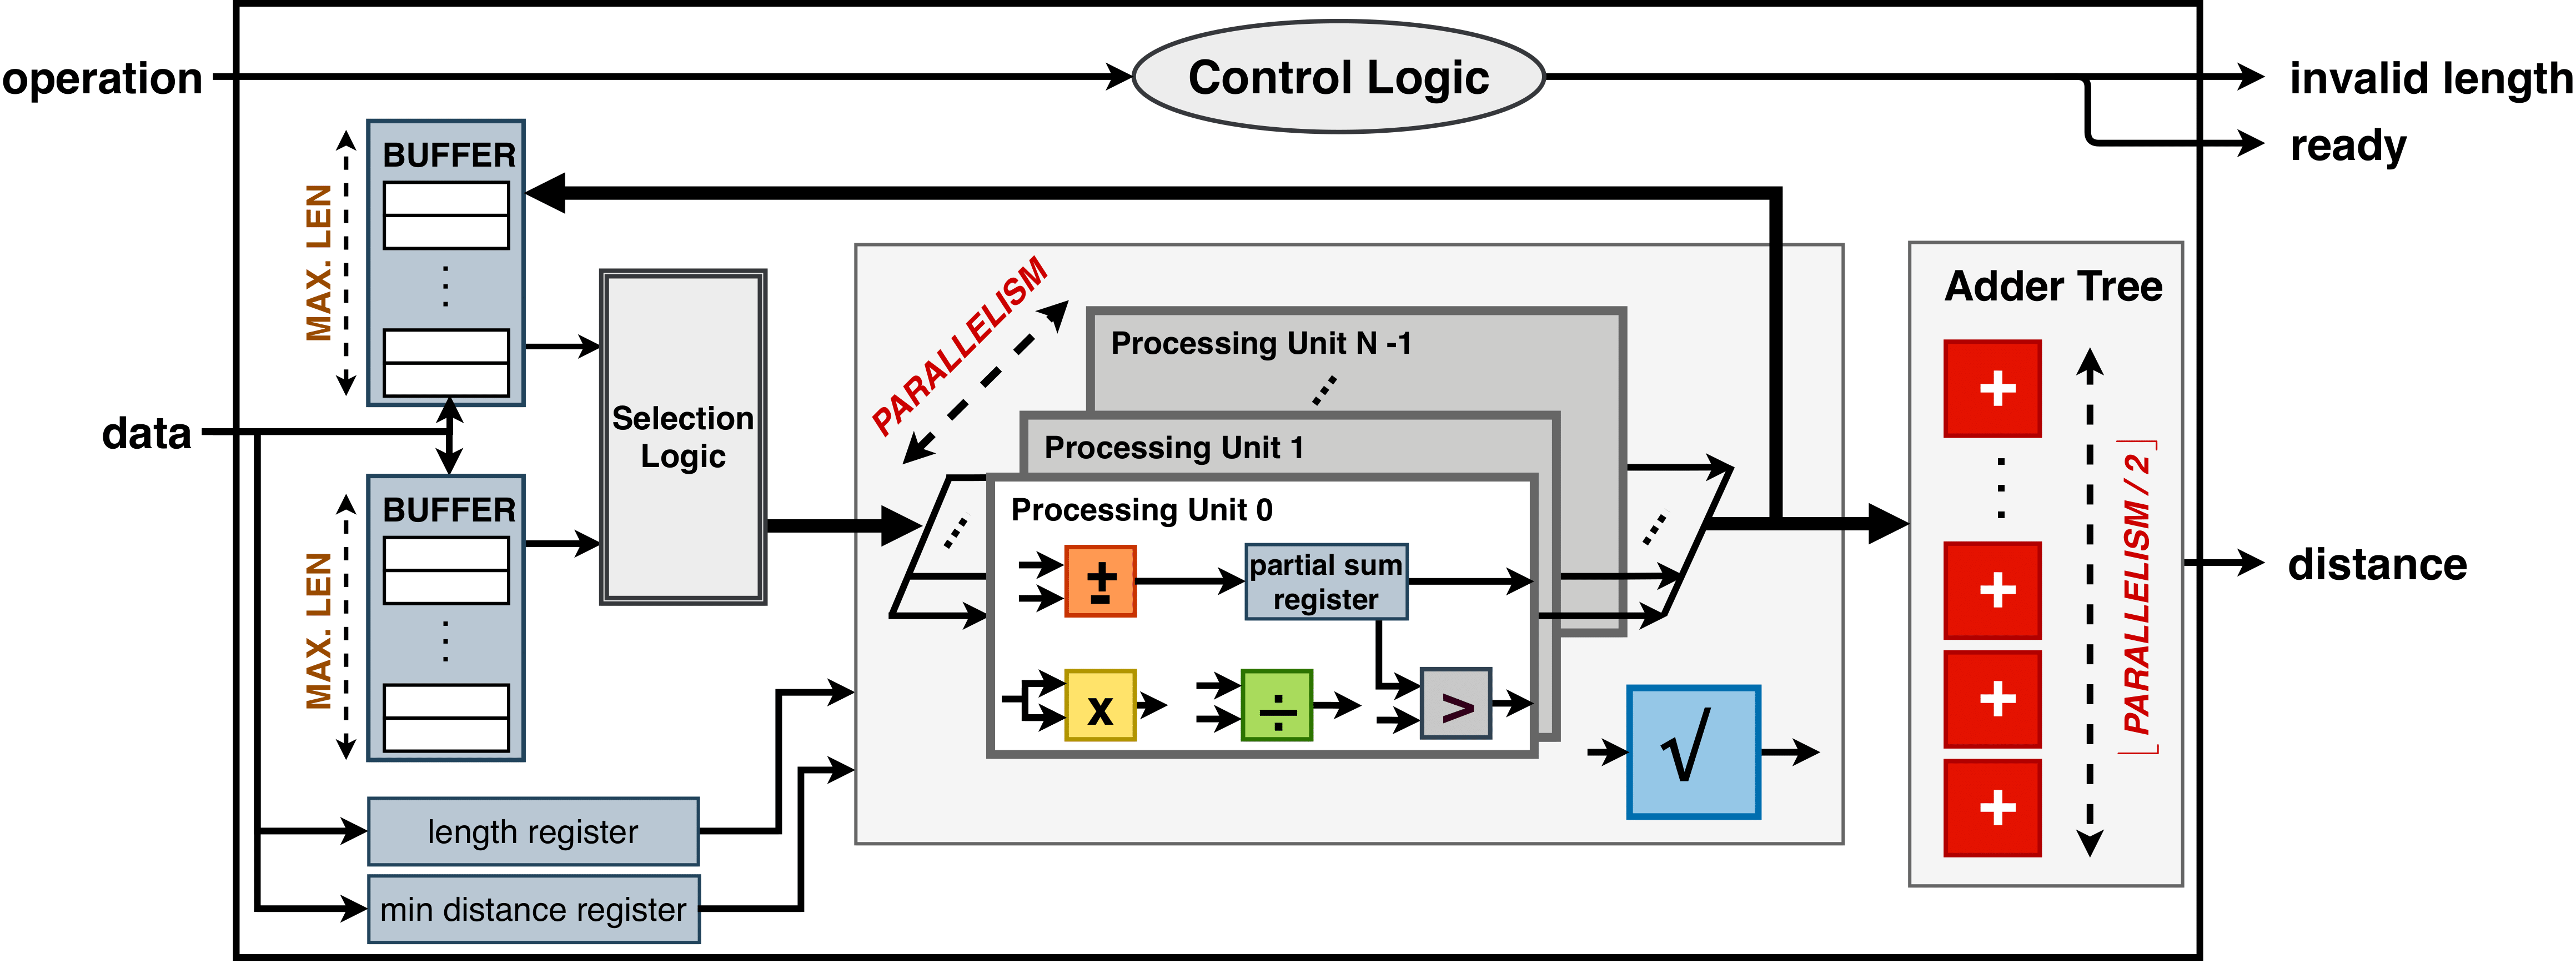 operation
Control Logic
invalid length
ready
BUFFER
MAX. LEN
data
BUFFER
MAX. LEN
Selection
Logic
PARALLELISM
Processing Unit N -1
Processing Unit 1
Processing Unit 0
±
partial sum
register
x
÷
>
√
Adder Tree
+
+
+
+
⌊PARALLELISM / 2⌋
distance
length register
min distance register